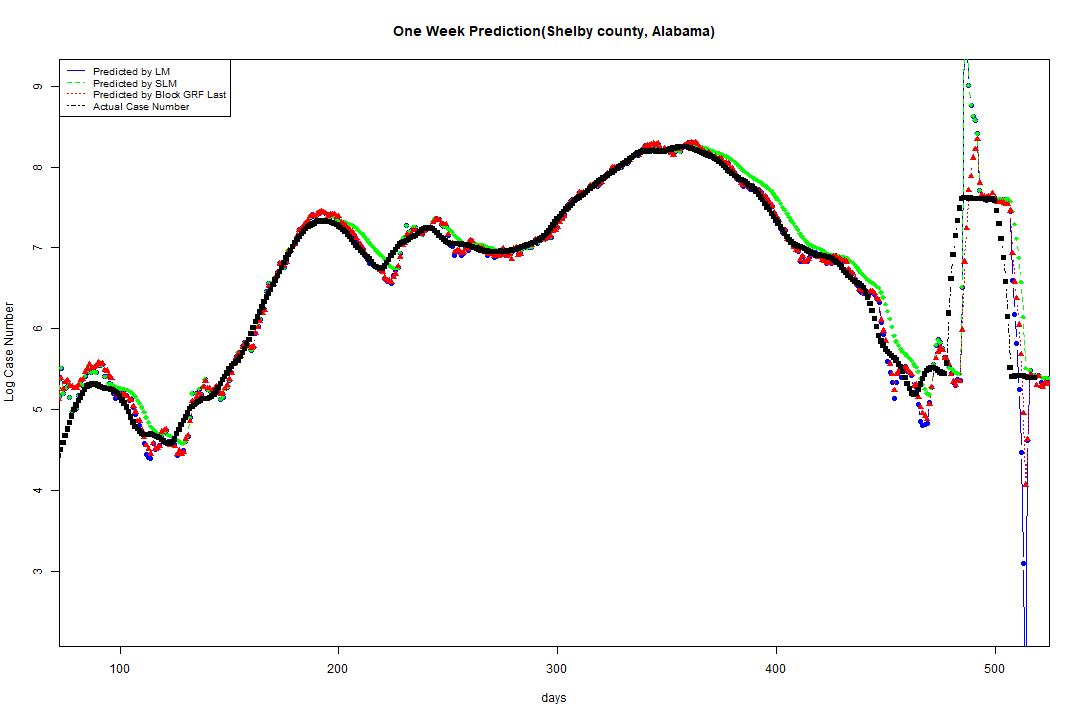 One Week Prediction(Shelby county, Alabama)
Predicted by LM
Predicted by SLM
Predicted by Block GRF Last
Actual Case Number
9
8
7
6
5
4
3
Log Case Number
100 200 300 400 500
days